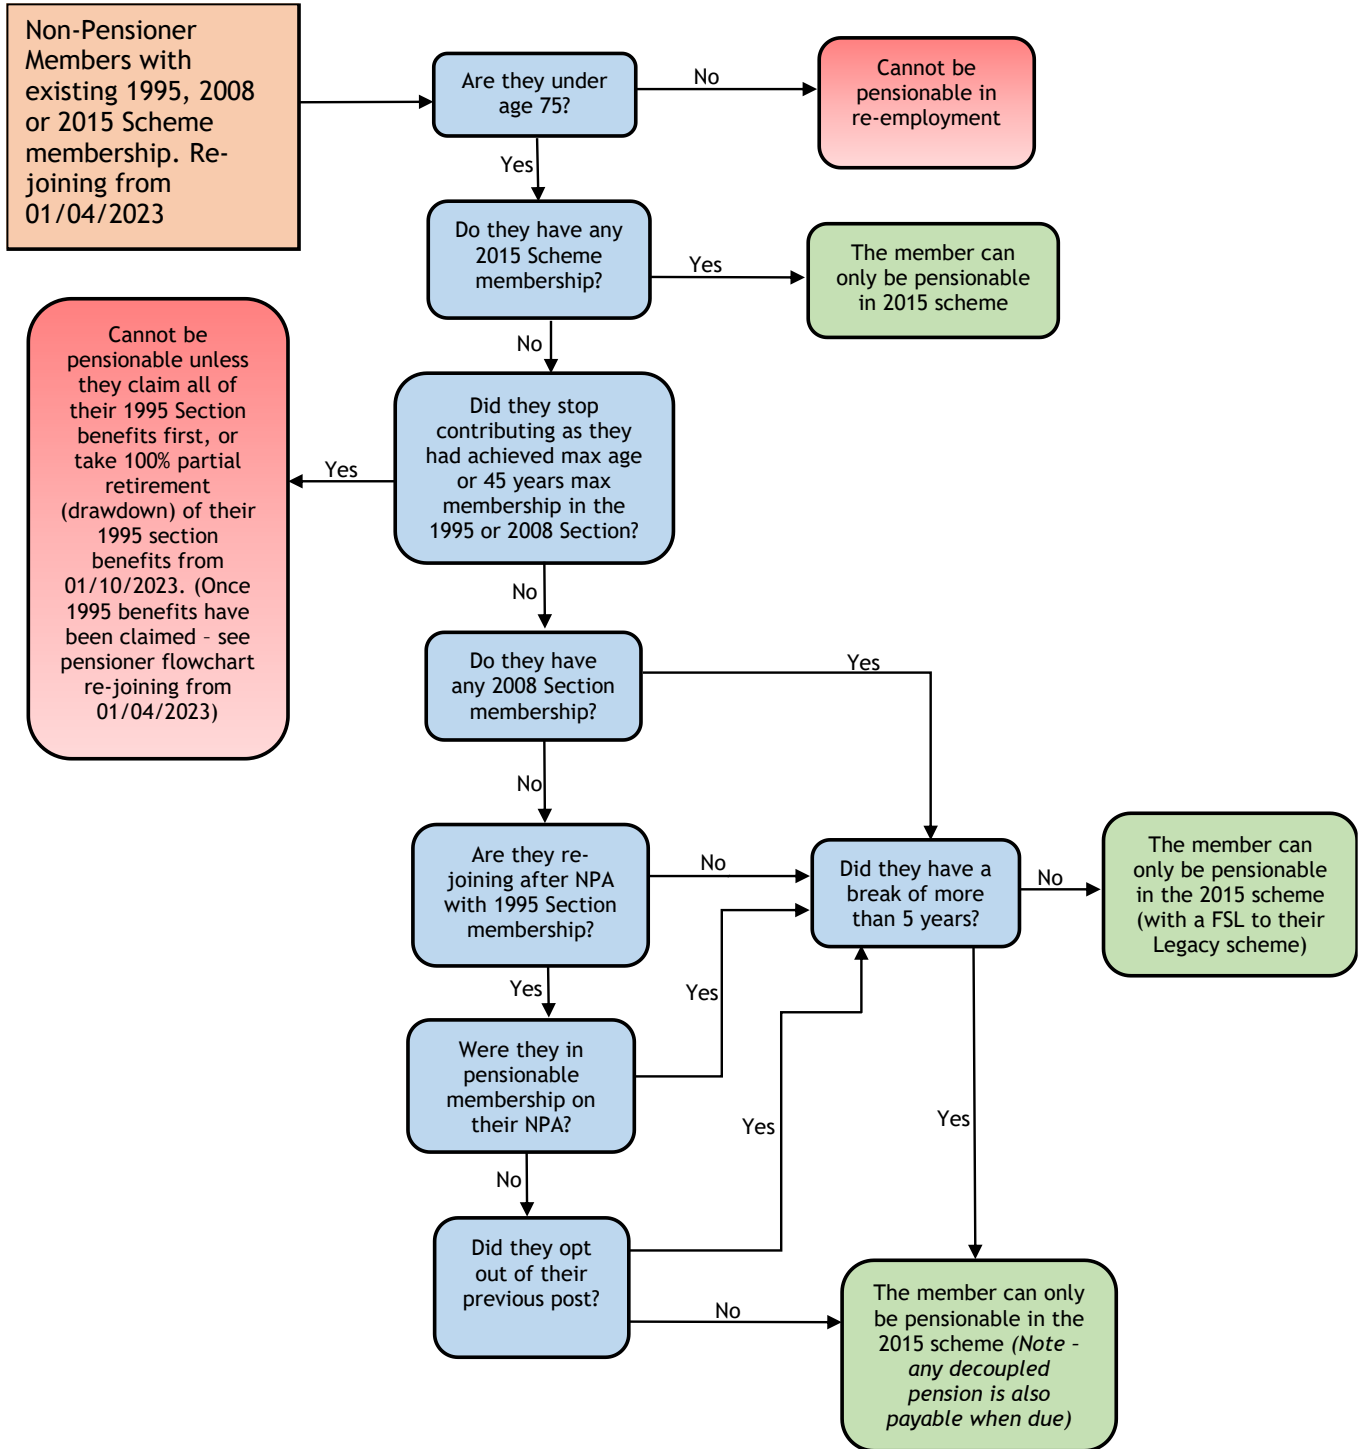 Non-Pensioner
Members with
existing 1995, 2008
or 2015 Scheme
membership. Re-
joining from
01/04/2023
Are they under
age 75?
No
Cannot be
pensionable in
re-employment
Yes
Do they have any
2015 Scheme
membership?
Yes
The member can
only be pensionable
in 2015 scheme
No
Did they stop
contributing as they
had achieved max age
or 45 years max
membership in the
1995 or 2008 Section?
Yes
Cannot be
pensionable unless
they claim all of
their 1995 Section
benefits first, or
take 100% partial
retirement
(drawdown) of their
1995 section
benefits from
01/10/2023. (Once
1995 benefits have
been claimed – see
pensioner flowchart
re-joining from
01/04/2023)
No
Do they have
any 2008 Section
membership?
Yes
No
Are they re-
joining after NPA
with 1995 Section
membership?
No
Did they have a
break of more
than 5 years?
No
The member can
only be pensionable
in the 2015 scheme
(with a FSL to their
Legacy scheme)
Yes
Yes
Were they in
pensionable
membership on
their NPA?
Yes
Yes
No
Did they opt
out of their
previous post?
No
The member can only
be pensionable in the
2015 scheme (Note –
any decoupled
pension is also
payable when due)